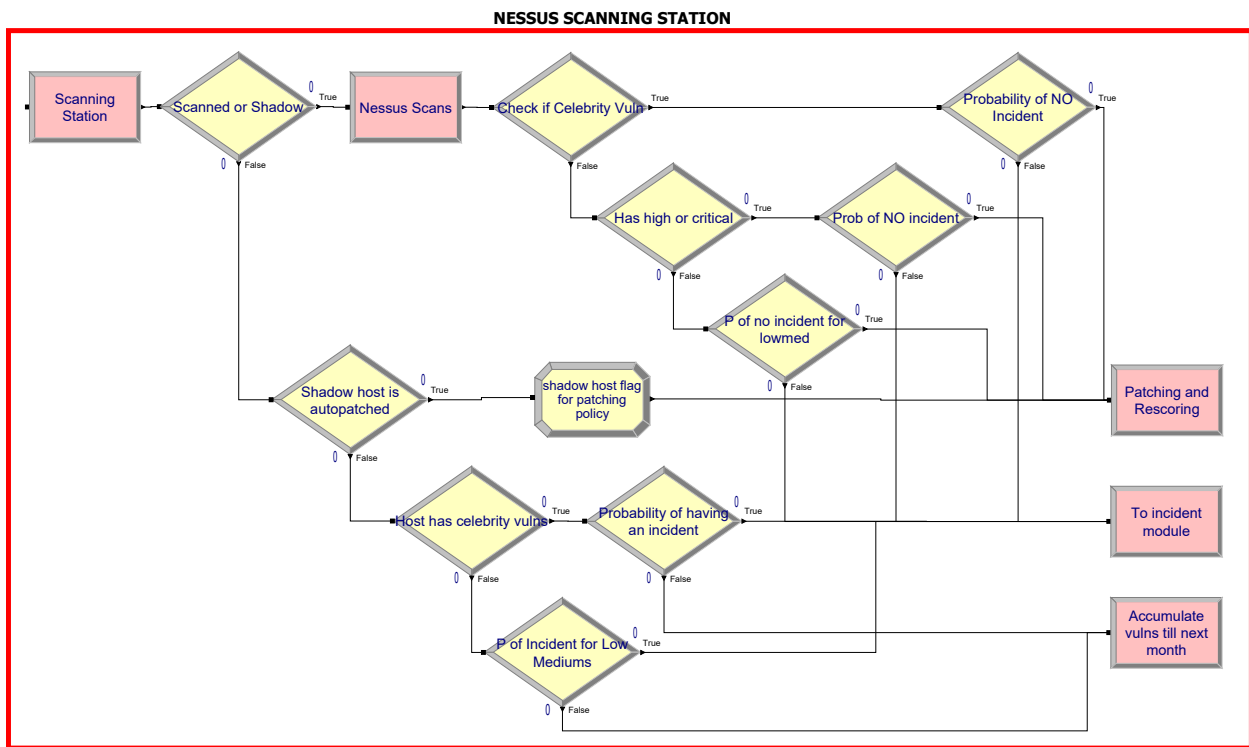 NESSUS SCANNING STATION
Scanning
Station
0
Scanned or Shadow
True
0
False
Nessus Scans
0
Check if Celebrity Vuln
True
0
False
0
Probability of NO
Incident
True
0
False
0
Has high or critical
True
0
False
0
Prob of NO incident
True
0
False
0
P of no incident for
lowmed
True
0
False
0
Shadow host is
autopatched
True
0
False
shadow host flag
for patching
policy
Patching and
Rescoring
0
Host has celebrity vulns
True
0
False
0
Probability of having
an incident
True
0
False
To incident
module
0
P of Incident for Low
Mediums
True
0
False
Accumulate
vulns till next
month